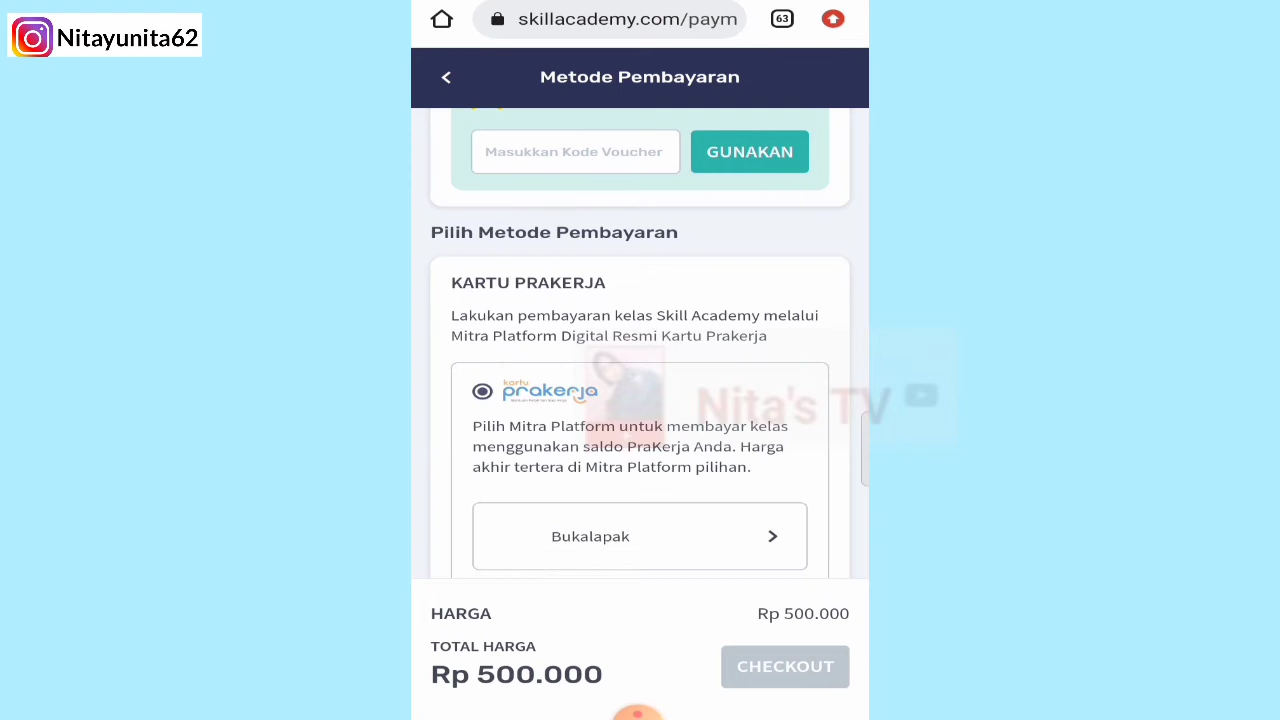 Nitayunita62
skillacademy.com/paym
63
Metode Pembayaran
Masukkan Kode Voucher
GUNAKAN
Pilih Metode Pembayaran
KARTU PRAKERJA
Lakukan pembayaran kelas Skill Academy melalui
Mitra Platform Digital Resmi Kartu Prakerja
kartu
prakerja
Pilih Mitra Platform untuk membayar kelas
menggunakan saldo PraKerja Anda. Harga
akhir tertera di Mitra Platform pilihan.
Nita's TV
Bukalapak
HARGA
Rp 500.000
TOTAL HARGA
Rp 500.000
CHECKOUT